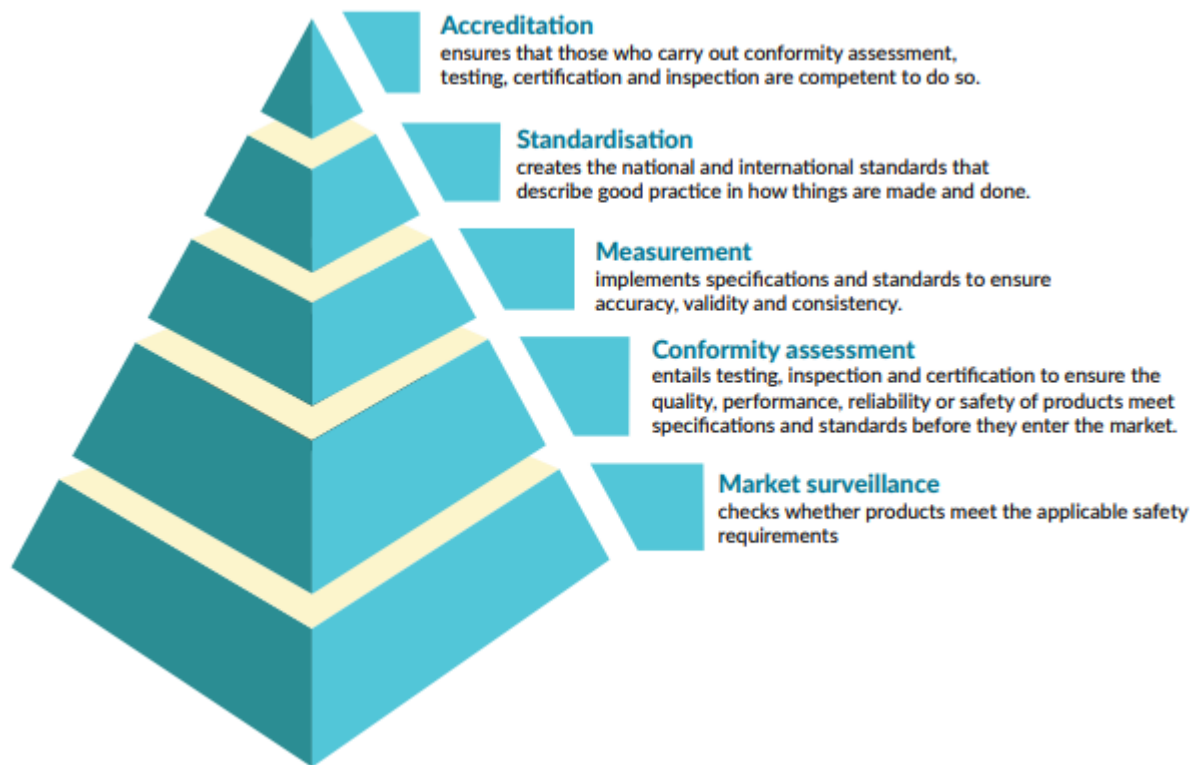 Accreditation
ensures that those who carry out conformity assessment,
testing, certification and inspection are competent to do so.
Standardisation
creates the national and international standards that
describe good practice in how things are made and done.
Measurement
implements specifications and standards to ensure
accuracy, validity and consistency.
Conformity assessment
entails testing, inspection and certification to ensure the
quality, performance, reliability or safety of products meet
specifications and standards before they enter the market.
Market surveillance
checks whether products meet the applicable safety
requirements